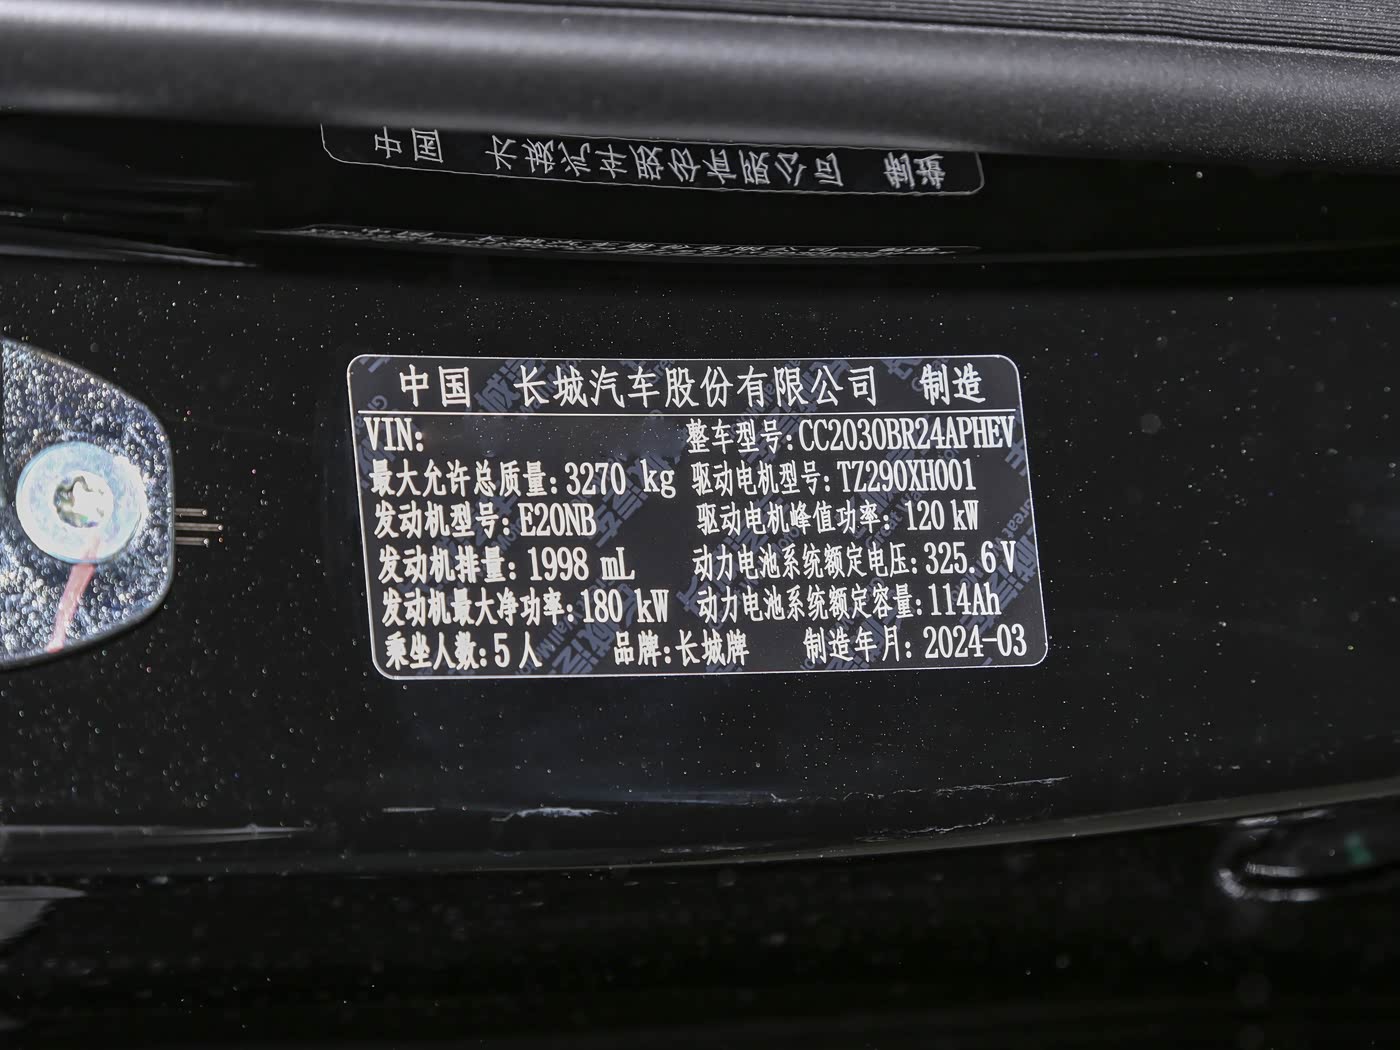 中国 长城汽车股份有限公司 制造
VIN: 整车型号:CC2030BR24APHEV
最大允许总质量:3270 kg 驱动电机型号:TZ290XH001
发动机型号:E20NB 驱动电机峰值功率: 120 kW
发动机排量:1998 mL 动力电池系统额定电压:325.6V
发动机最大净功率:180 kW 动力电池系统额定容量:114Ah
乘坐人数:5人 品牌:长城牌 制造年月: 2024-03